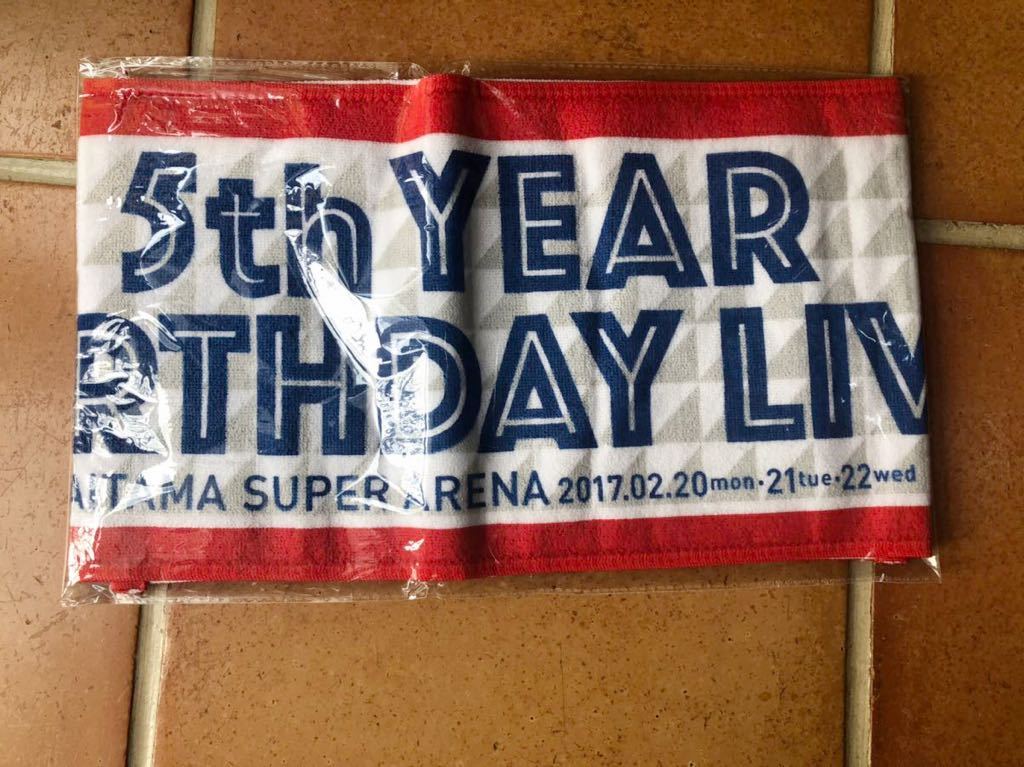 5th YEAR
RTHDAY LIV
AITAMA SUPER ARENA 2017.02.20mon·21tue·22wed